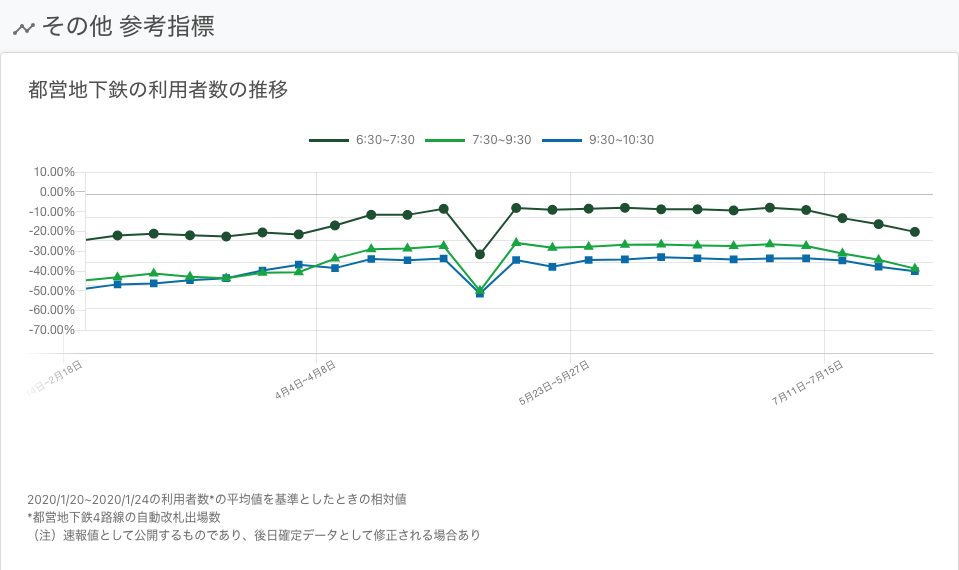 その他 参考指標
都営地下鉄の利用者数の推移
6:30~7:30 7:30~9:30 9:30~10:30
10.00%
0.00%
-10.00%
-20.00%
-30.00%
-40.00%
-50.00%
-60.00%
-70.00%
4日~2月18日
4月4日~4月8日
5月23日~5月27日
7月11日~7月15日
2020/1/20~2020/1/24の利用者数*の平均値を基準としたときの相対値
*都営地下鉄4路線の自動改札出場数
（注）速報値として公開するものであり、後日確定データとして修正される場合あり